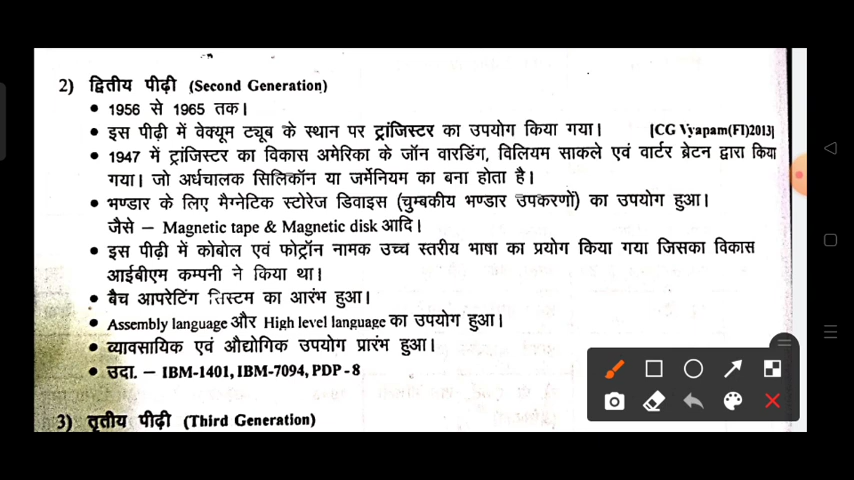 2) द्वितीय पीढ़ी (Second Generation)
• 1956 से 1965 तक।
• इस पीढ़ी में वेक्यूम ट्यूब के स्थान पर ट्रांजिस्टर का उपयोग किया गया। [CG Vyapam(FI)2013]
• 1947 में ट्रांजिस्टर का विकास अमेरिका के जॉन वारडिंग, विलियम साकले एवं वार्टर ब्रेटन द्वारा किया
गया। जो अर्धचालक सिलिकॉन या जर्मेनियम का बना होता है।
• भण्डार के लिए मैग्नेटिक स्टोरेज डिवाइस (चुम्बकीय भण्डार उपकरणों) का उपयोग हुआ।
जैसे – Magnetic tape & Magnetic disk आदि।
• इस पीढ़ी में कोबोल एवं फोट्रॉन नामक उच्च स्तरीय भाषा का प्रयोग किया गया जिसका विकास
आईबीएम कम्पनी ने किया था।
• बैच आपरेटिंग सिस्टम का आरंभ हुआ।
• Assembly language और High level language का उपयोग हुआ।
• व्यावसायिक एवं औद्योगिक उपयोग प्रारंभ हुआ।
• उदा. – IBM-1401, IBM-7094, PDP-8
3) तृतीय पीढ़ी (Third Generation)